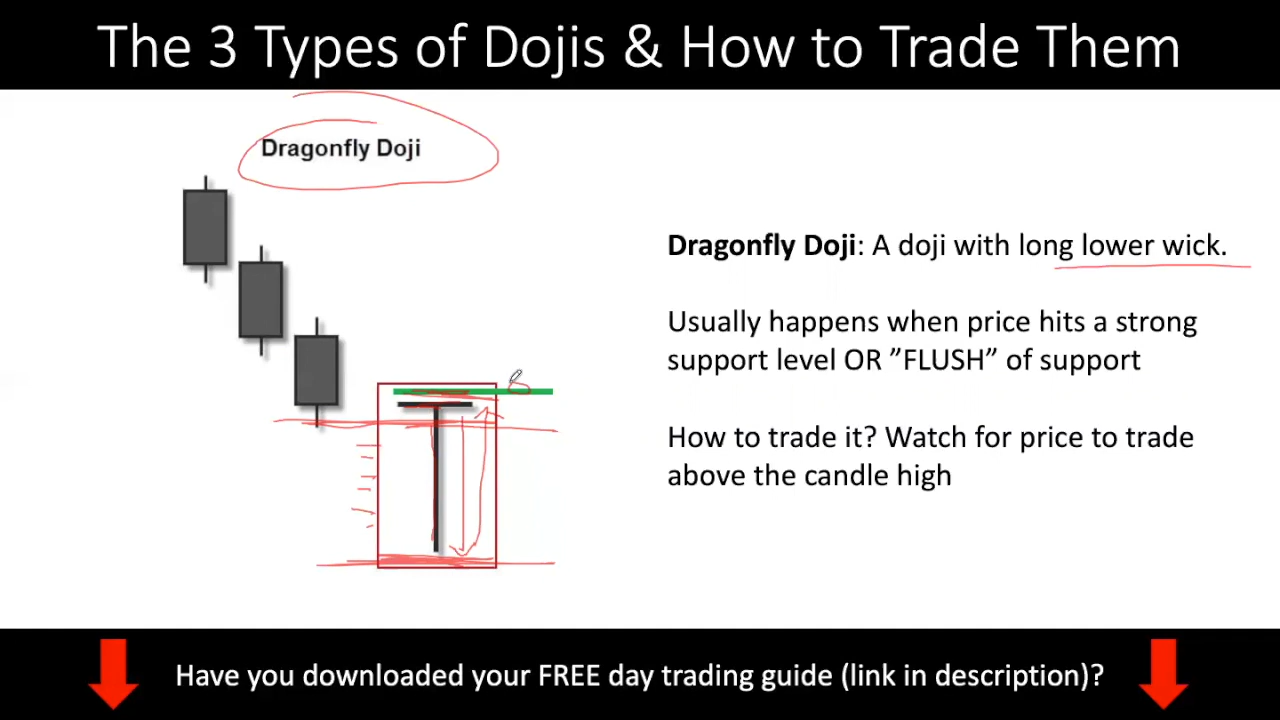 The 3 Types of Dojis & How to Trade Them
Dragonfly Doji
Dragonfly Doji: A doji with long lower wick.
Usually happens when price hits a strong
support level OR ”FLUSH” of support
How to trade it? Watch for price to trade
above the candle high
Have you downloaded your FREE day trading guide (link in description)?